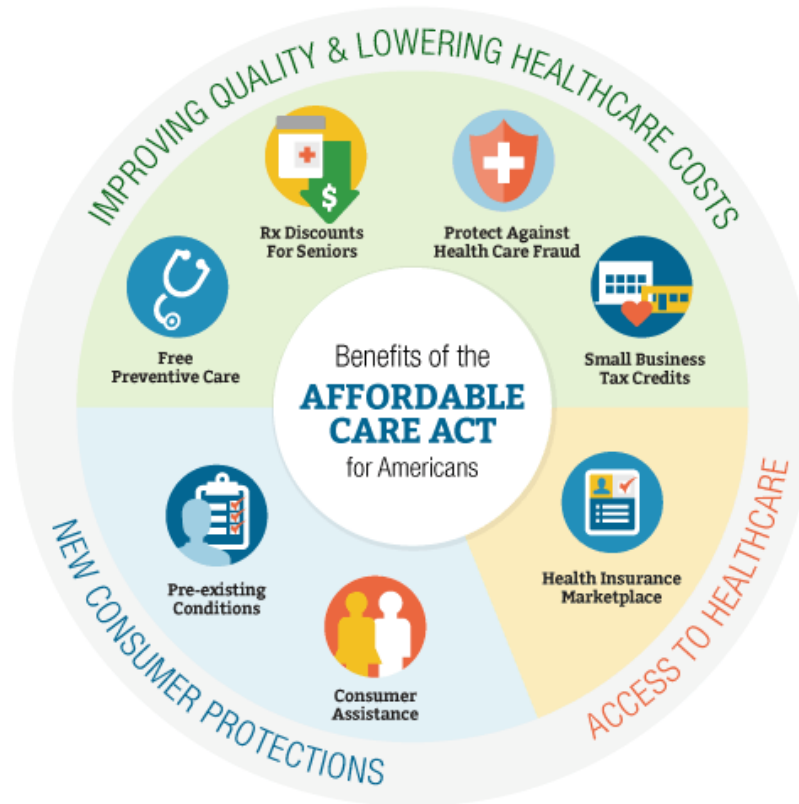 IMPROVING QUALITY & LOWERING HEALTHCARE COSTS
Rx Discounts
For Seniors
Protect Against
Health Care Fraud
Free
Preventive Care
Small Business
Tax Credits
Benefits of the
AFFORDABLE
CARE ACT
for Americans
Pre-existing
Conditions
Health Insurance
Marketplace
Consumer
Assistance
NEW CONSUMER PROTECTIONS
ACCESS TO HEALTHCARE
$